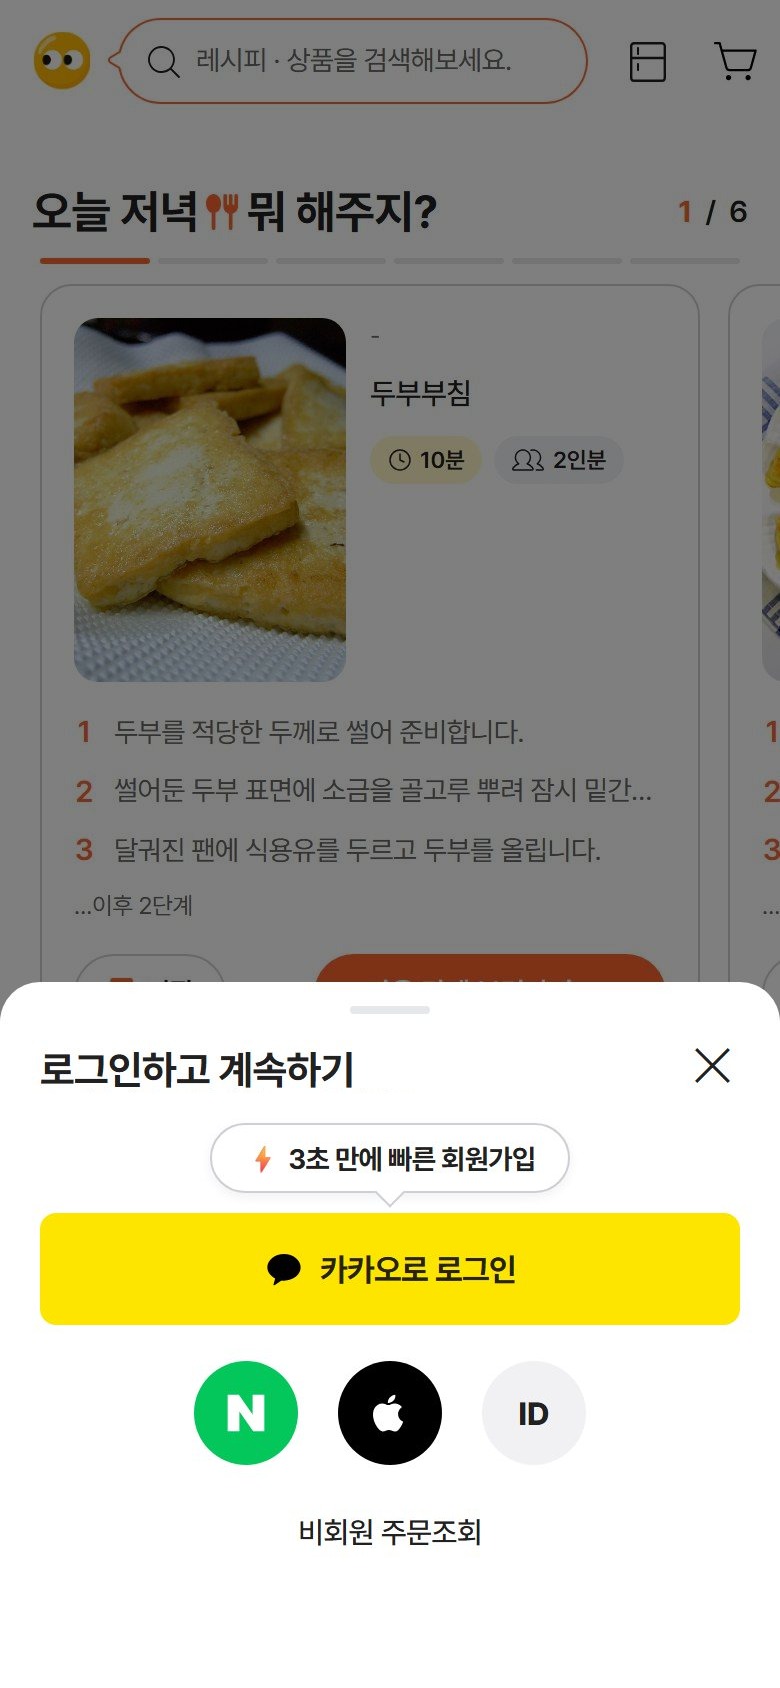 레시피 · 상품을 검색해보세요.
오늘 저녁 뭐 해주지?
1 / 6
-
두부부침
10분 2인분
1 두부를 적당한 두께로 썰어 준비합니다.
2 썰어둔 두부 표면에 소금을 골고루 뿌려 잠시 밑간...
3 달궈진 팬에 식용유를 두르고 두부를 올립니다.
...이후 2단계
1
2
3
...
로그인하고 계속하기
3초 만에 빠른 회원가입
카카오로 로그인
N
ID
비회원 주문조회